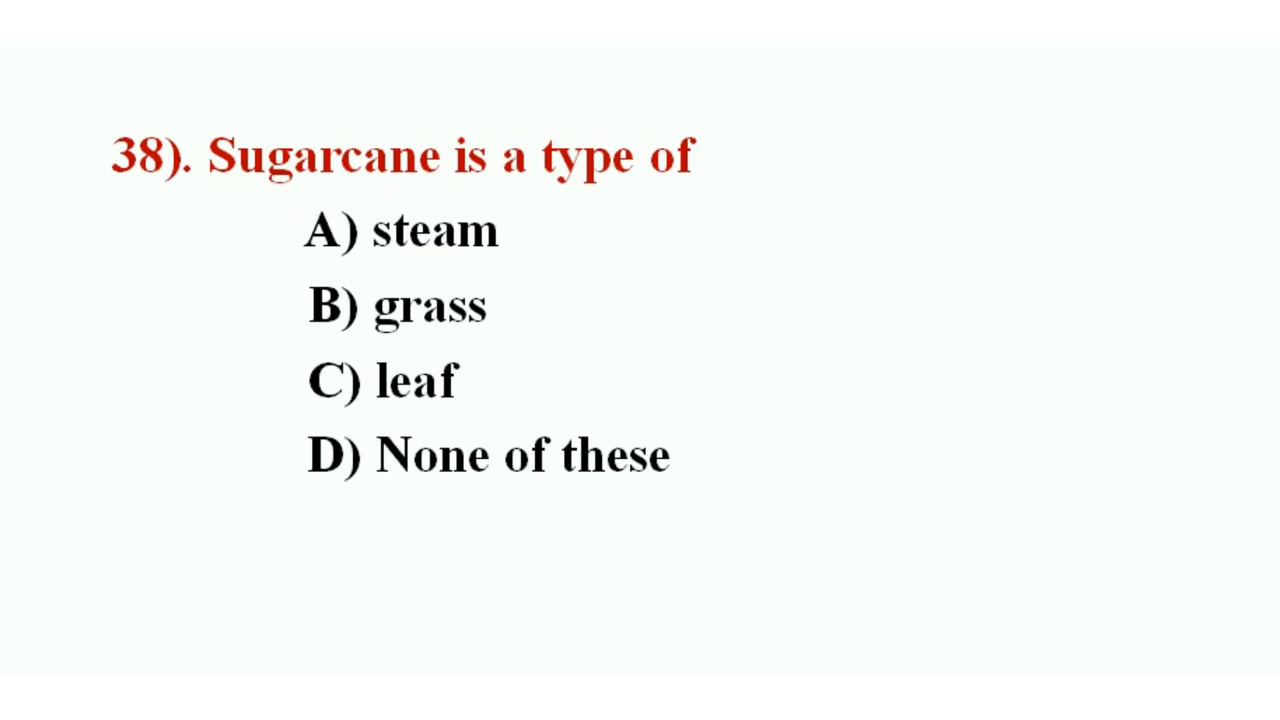 38). Sugarcane is a type of
A) steam
B) grass
C) leaf
D) None of these